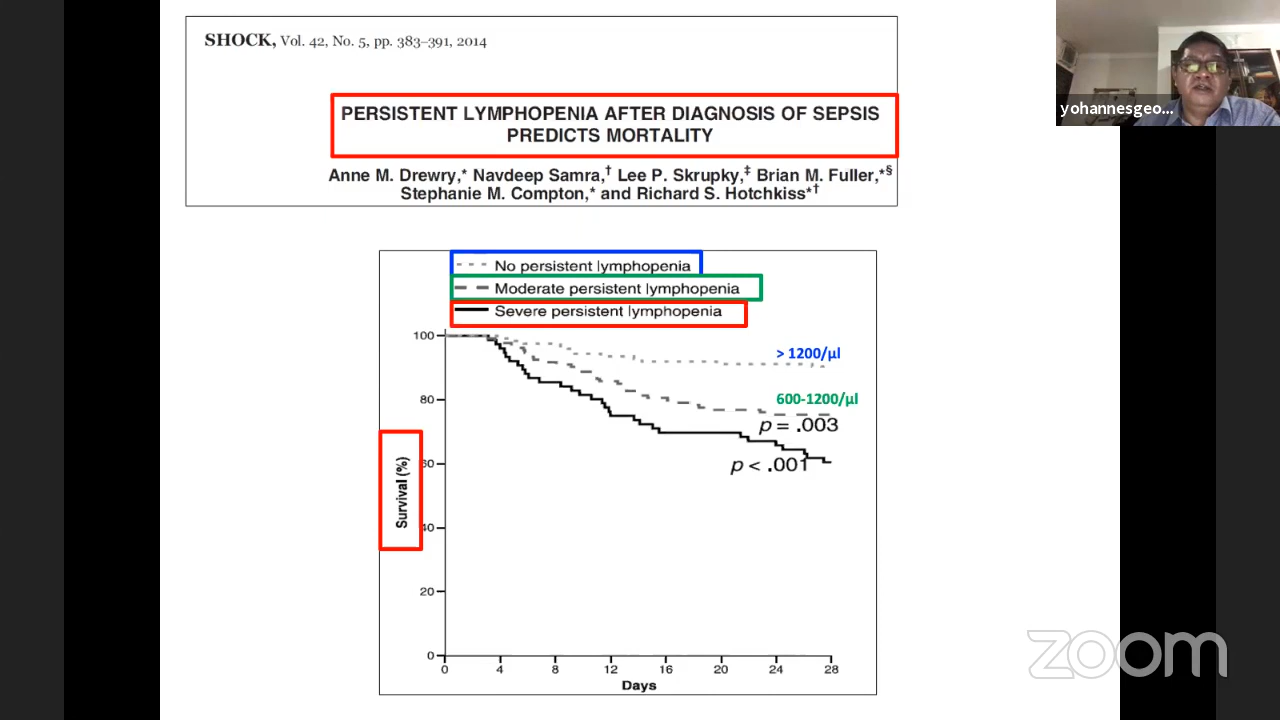 SHOCK, Vol. 42, No. 5, pp. 383–391, 2014
yohannesgeo...
PERSISTENT LYMPHOPENIA AFTER DIAGNOSIS OF SEPSIS
PREDICTS MORTALITY
Anne M. Drewry,* Navdeep Samra,† Lee P. Skrupky,‡ Brian M. Fuller,*§
Stephanie M. Compton,* and Richard S. Hotchkiss*†
No persistent lymphopenia
Moderate persistent lymphopenia
Severe persistent lymphopenia
100
> 1200/µl
80
600-1200/µl
p = .003
60
p < .001
Survival (%)
40
20
0
0 4 8 12 16 20 24 28
Days
zoom